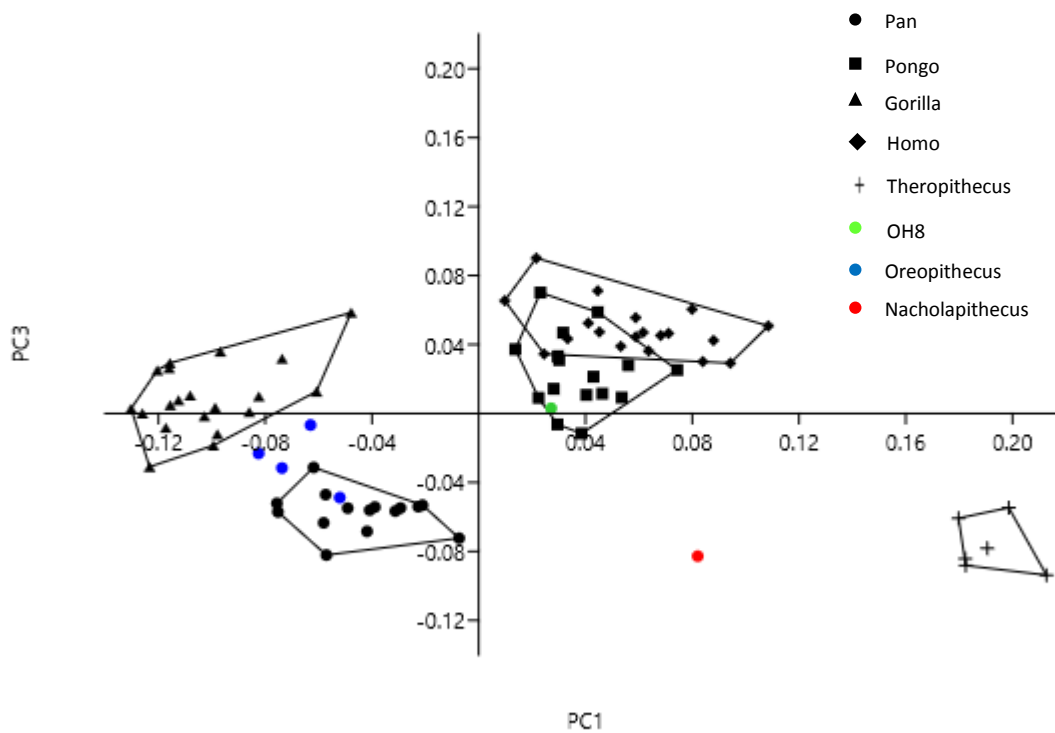 Pan
Pongo
Gorilla
Homo
Theropithecus
OH8
Oreopithecus
Nacholapithecus
0.20
0.16
0.12
0.08
0.04
-0.12 -0.08 -0.04 0.04 0.08 0.12 0.16 0.20
-0.04
-0.08
-0.12
PC3
PC1